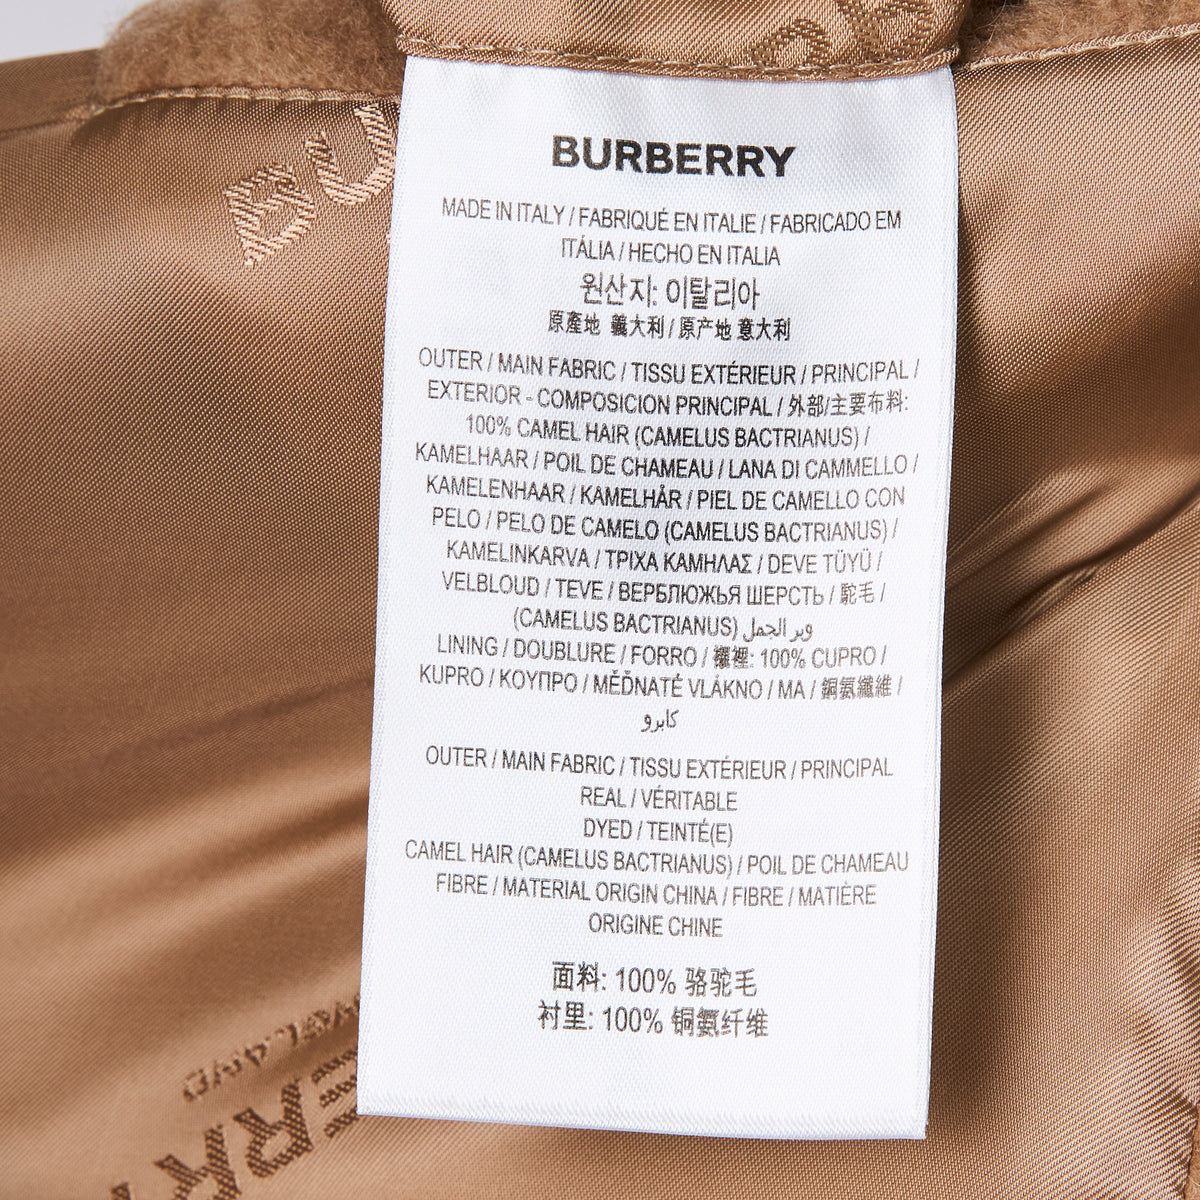 BU
BURBERRY
MADE IN ITALY / FABRIQUÉ EN ITALIE / FABRICADO EM
ITÁLIA / HECHO EN ITALIA
원산지: 이탈리아
原產地 義大利 / 原产地 意大利
OUTER / MAIN FABRIC / TISSU EXTÉRIEUR / PRINCIPAL /
EXTERIOR - COMPOSICION PRINCIPAL / 外部/主要布料:
100% CAMEL HAIR (CAMELUS BACTRIANUS) /
KAMELHAAR / POIL DE CHAMEAU / LANA DI CAMMELLO /
KAMELENHAAR / KAMELHÅR / PIEL DE CAMELLO CON
PELO / PELO DE CAMELO (CAMELUS BACTRIANUS) /
KAMELINKARVA / ΤΡΙΧΑ ΚΑΜΗΛΑΣ / DEVE TÜYÜ /
VELBLOUD / TEVE / ВЕРБЛЮЖЬЯ ШЕРСТЬ / 駝毛 /
(CAMELUS BACTRIANUS) وبر الجمل
LINING / DOUBLURE / FORRO / 襯裡: 100% CUPRO /
KUPRO / ΚΟΥΠΡΟ / MĚĎNATÉ VLÁKNO / MA / 銅氨纖維 /
كابرو
OUTER / MAIN FABRIC / TISSU EXTÉRIEUR / PRINCIPAL
REAL / VÉRITABLE
DYED / TEINTÉ(E)
CAMEL HAIR (CAMELUS BACTRIANUS) / POIL DE CHAMEAU
FIBRE / MATERIAL ORIGIN CHINA / FIBRE / MATIÈRE
ORIGINE CHINE
面料: 100% 骆驼毛
衬里: 100% 铜氨纤维